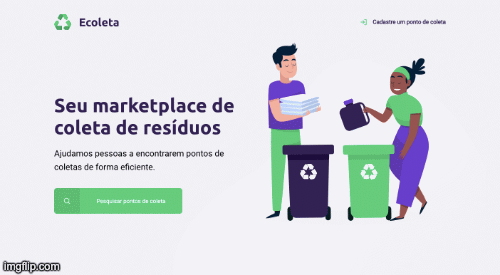 Ecoleta
Cadastre um ponto de coleta
Seu marketplace de
coleta de resíduos
Ajudamos pessoas a encontrarem pontos de
coletas de forma eficiente.
Pesquisar pontos de coleta
imgflip.com